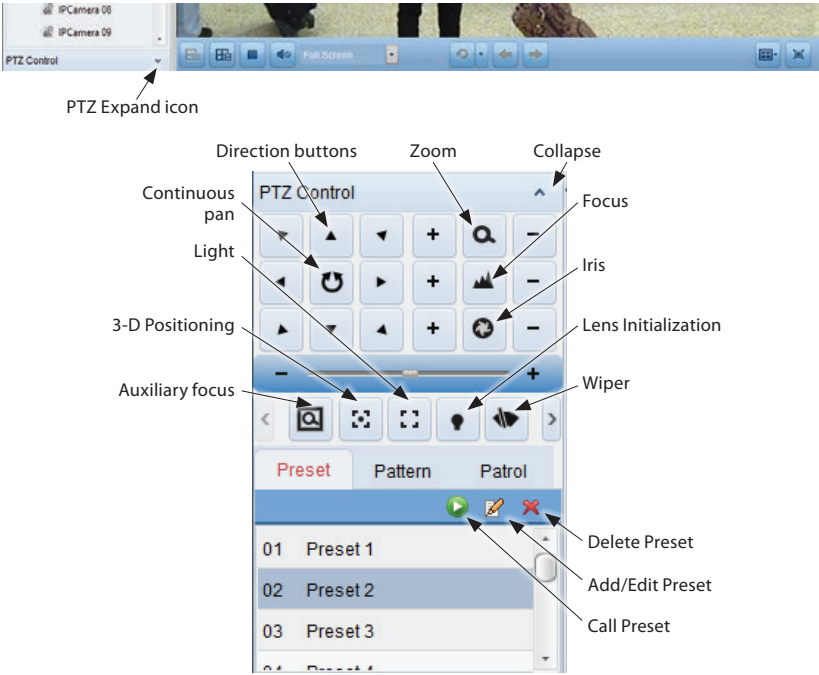 IPCamera 08
IPCamera 09
PTZ Control
Full Screen
PTZ Expand icon
Direction buttons
Zoom
Collapse
Continuous pan
PTZ Control
Focus
Light
Iris
3-D Positioning
Lens Initialization
Auxiliary focus
Wiper
Preset Pattern Patrol
Delete Preset
01 Preset 1
Add/Edit Preset
02 Preset 2
Call Preset
03 Preset 3